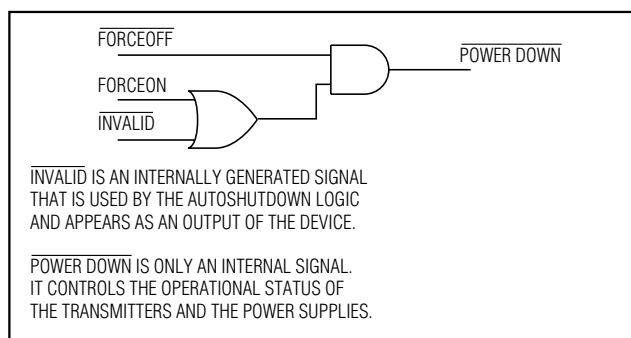 FORCEOFF
POWER DOWN
FORCEON
INVALID
INVALID IS AN INTERNALLY GENERATED SIGNAL
THAT IS USED BY THE AUTOSHUTDOWN LOGIC
AND APPEARS AS AN OUTPUT OF THE DEVICE.
POWER DOWN IS ONLY AN INTERNAL SIGNAL.
IT CONTROLS THE OPERATIONAL STATUS OF
THE TRANSMITTERS AND THE POWER SUPPLIES.